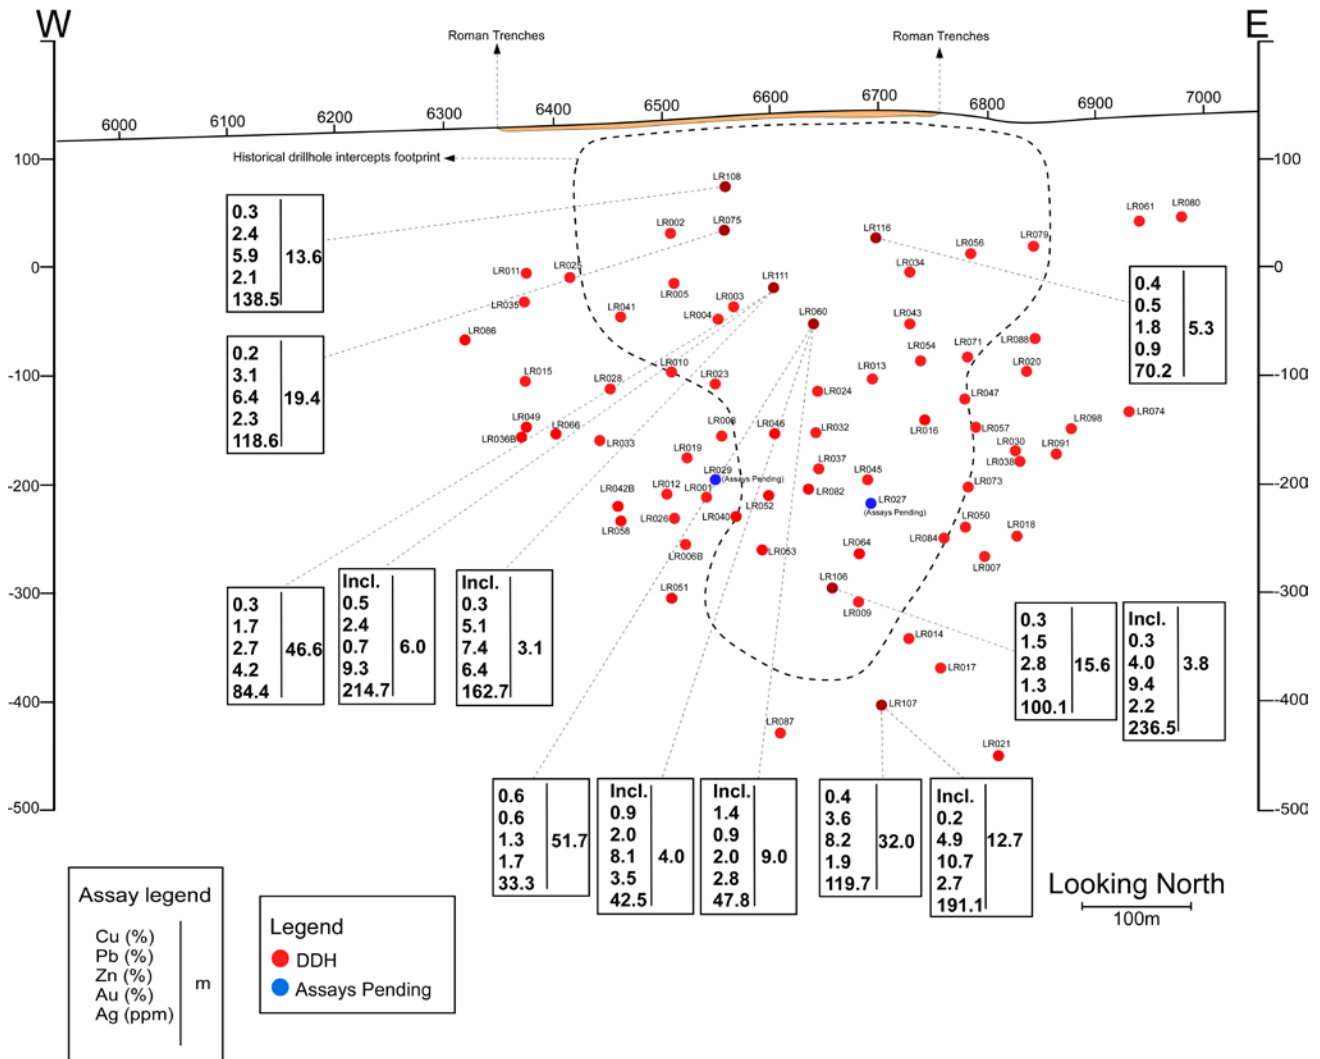 W
E
Roman Trenches
Roman Trenches
6000
6100
6200
6300
6400
6500
6600
6700
6800
6900
7000
Historical drillhole intercepts footprint
100
0
-100
-200
-300
-400
-500
100
0
-100
-200
-300
-400
-500
LR108
LR002
LR075
LR116
LR061
LR080
LR079
LR056
LR034
LR011
LR025
LR005
LR111
LR003
LR035
LR041
LR004
LR060
LR043
LR086
LR088
LR054
LR071
LR020
LR010
LR015
LR028
LR023
LR024
LR013
LR047
LR074
LR049
LR036B
LR066
LR033
LR008
LR046
LR032
LR016
LR057
LR098
LR030
LR091
LR038
LR019
LR029
(Assays Pending)
LR037
LR045
LR073
LR042B
LR012
LR001
LR052
LR082
LR027
(Assays Pending)
LR058
LR026
LR040
LR050
LR084
LR018
LR006B
LR053
LR064
LR007
LR051
LR106
LR009
LR014
LR017
LR107
LR087
LR021
0.3
2.4
5.9
2.1
138.5
13.6
0.2
3.1
6.4
2.3
118.6
19.4
0.4
0.5
1.8
0.9
70.2
5.3
0.3
1.7
2.7
4.2
84.4
46.6
Incl.
0.5
2.4
0.7
9.3
214.7
6.0
Incl.
0.3
5.1
7.4
6.4
162.7
3.1
0.3
1.5
2.8
1.3
100.1
15.6
Incl.
0.3
4.0
9.4
2.2
236.5
3.8
0.6
0.6
1.3
1.7
33.3
51.7
Incl.
0.9
2.0
8.1
3.5
42.5
4.0
Incl.
1.4
0.9
2.0
2.8
47.8
9.0
0.4
3.6
8.2
1.9
119.7
32.0
Incl.
0.2
4.9
10.7
2.7
191.1
12.7
Assay legend
Cu (%)
Pb (%)
Zn (%)
Au (%)
Ag (ppm)
m
Legend
DDH
Assays Pending
Looking North
100m